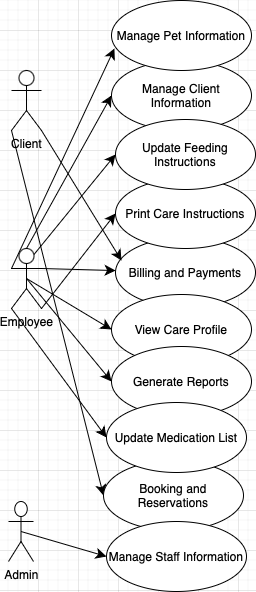 Manage Pet Information
Manage Client
Information
Client
Update Feeding
Instructions
Print Care Instructions
Billing and Payments
Employee
View Care Profile
Generate Reports
Update Medication List
Booking and
Reservations
Manage Staff Information
Admin